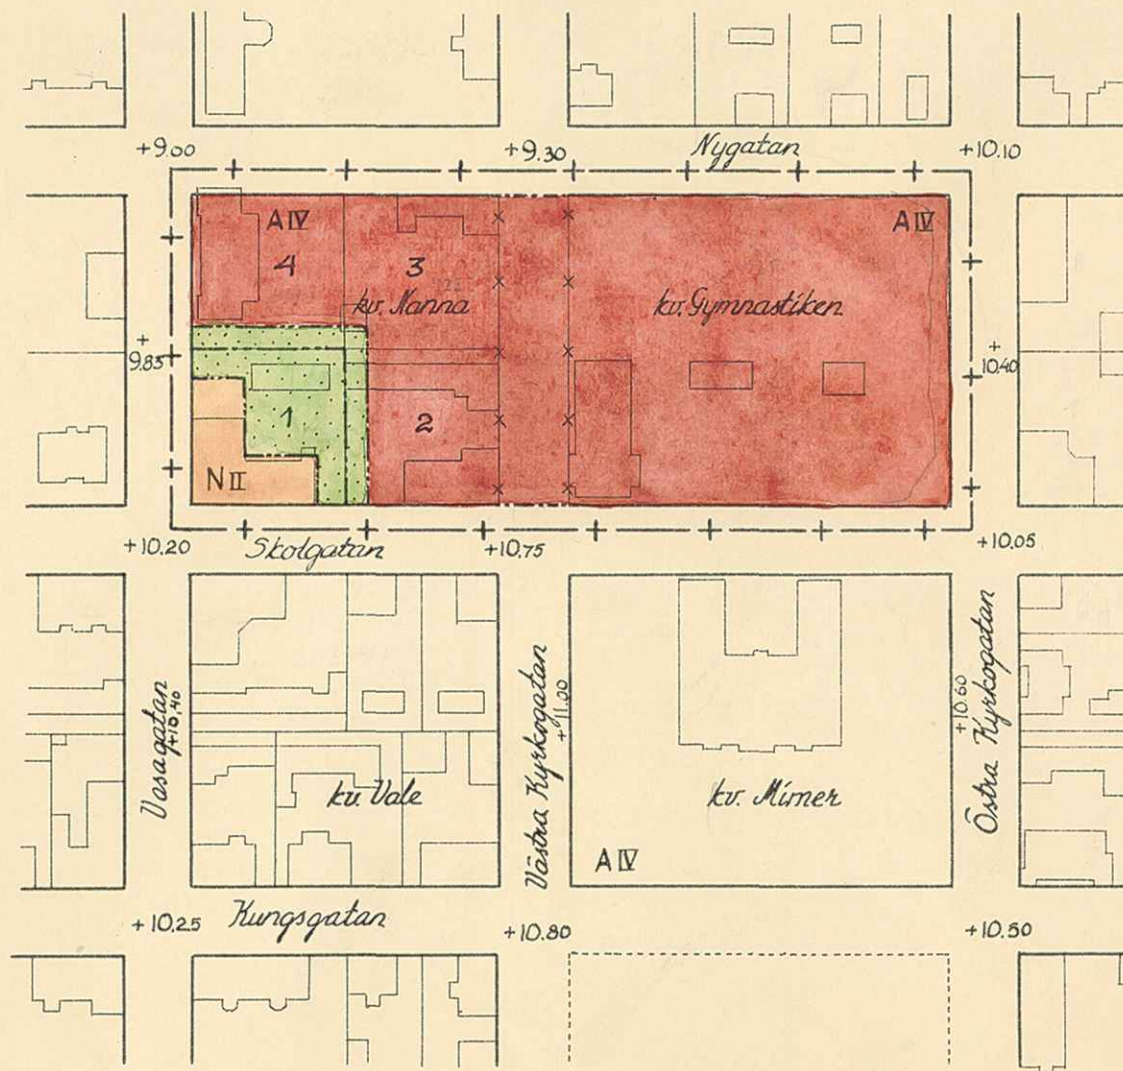 +9.00
+9.30
Nygatan
+10.10
A IV
A IV
4
3
kv. Nanna
kv. Gymnastiken
+
9.85
+
10.40
1
2
N II
+10.20
Skolgatan
+10.75
+10.05
Vasagatan
+10,40
Västra Kyrkogatan
+11.00
Östra Kyrkogatan
+10.60
kv. Vale
kv. Mimer
A IV
+10.25
Kungsgatan
+10.80
+10.50